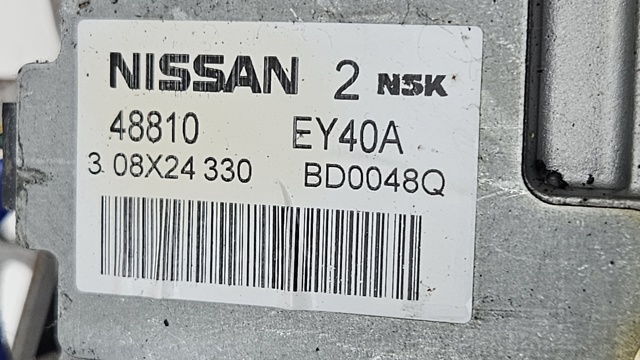 NISSAN 2 NSK
48810 EY40A
3 08X24 330 BD0048Q